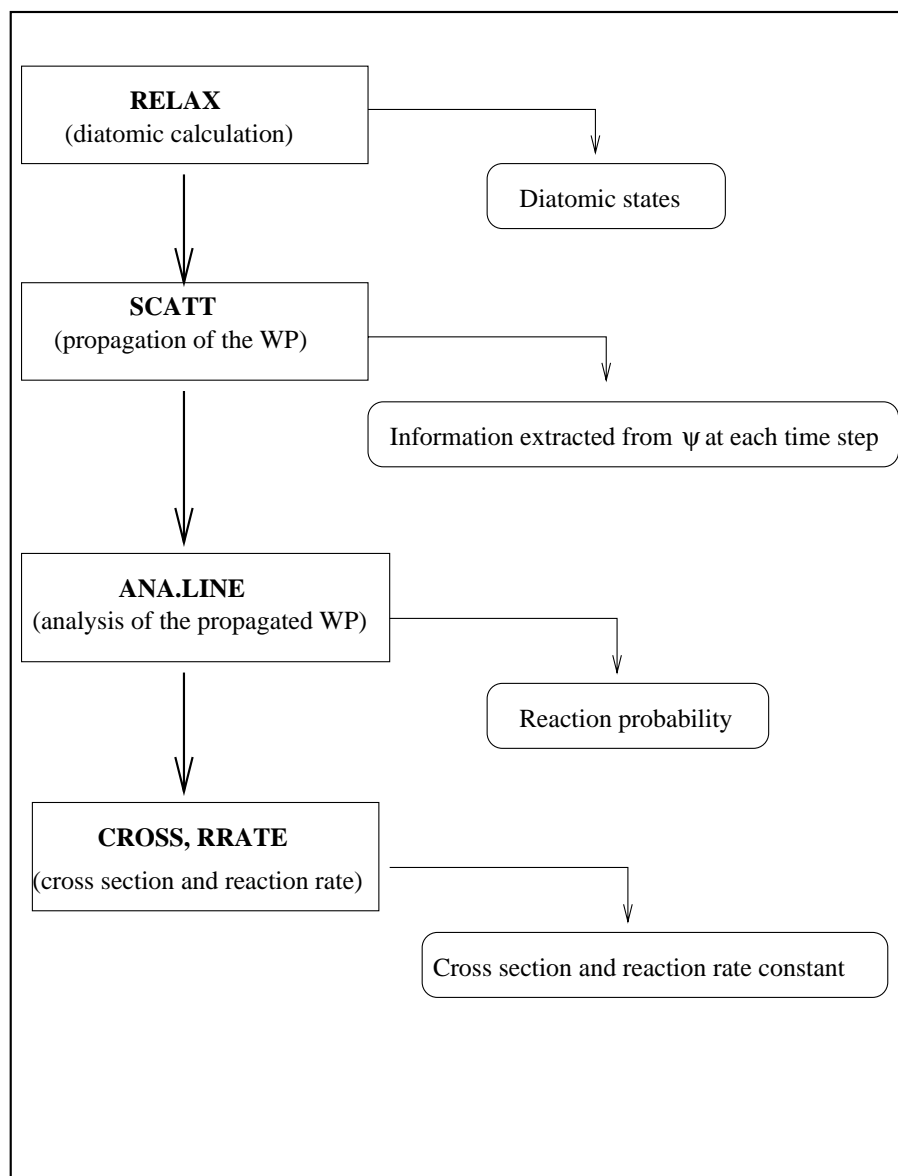 RELAX
(diatomic calculation)
Diatomic states
SCATT
(propagation of the WP)
Information extracted from ψ at each time step
ANA.LINE
(analysis of the propagated WP)
Reaction probability
CROSS, RRATE
(cross section and reaction rate)
Cross section and reaction rate constant